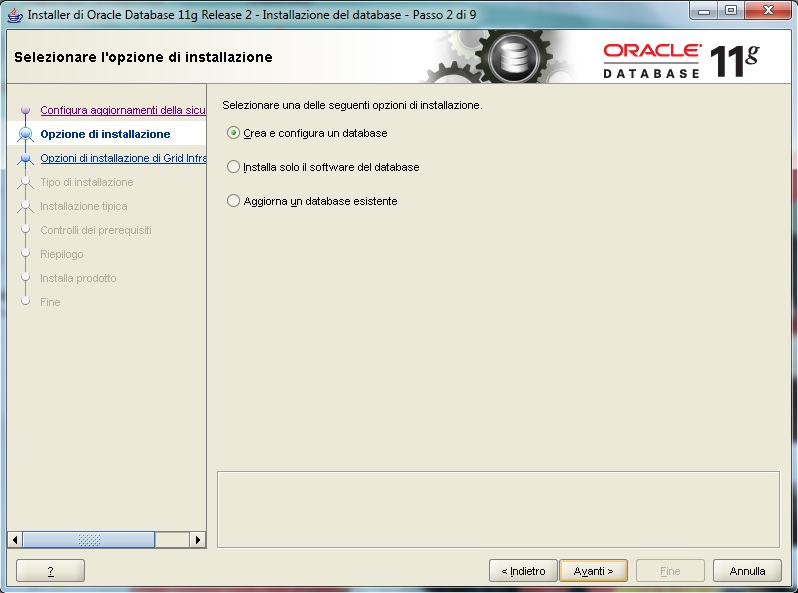 Installer di Oracle Database 11g Release 2 - Installazione del database - Passo 2 di 9
Selezionare l'opzione di installazione
ORACLE
DATABASE
11g
Configura aggiornamenti della sicu
Opzione di installazione
Opzioni di installazione di Grid Infra
Tipo di installazione
Installazione tipica
Controlli dei prerequisiti
Riepilogo
Installa prodotto
Fine
Selezionare una delle seguenti opzioni di installazione.
Crea e configura un database
Installa solo il software del database
Aggiorna un database esistente
?
< Indietro
Avanti >
Fine
Annulla